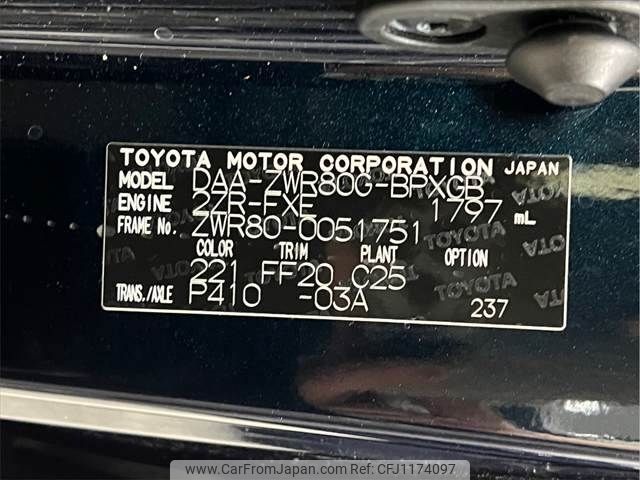 TOYOTA MOTOR CORPORATION JAPAN
MODEL DAA-ZWR80G-BPXGB
ENGINE 2ZR-FXE 1797 mL
FRAME No. ZWR80-0051751
COLOR TRIM PLANT OPTION
221 FF20 C25
TRANS./AXLE P410 -03A 237
www.CarFromJapan.com | Ref.No: CFJ1174097